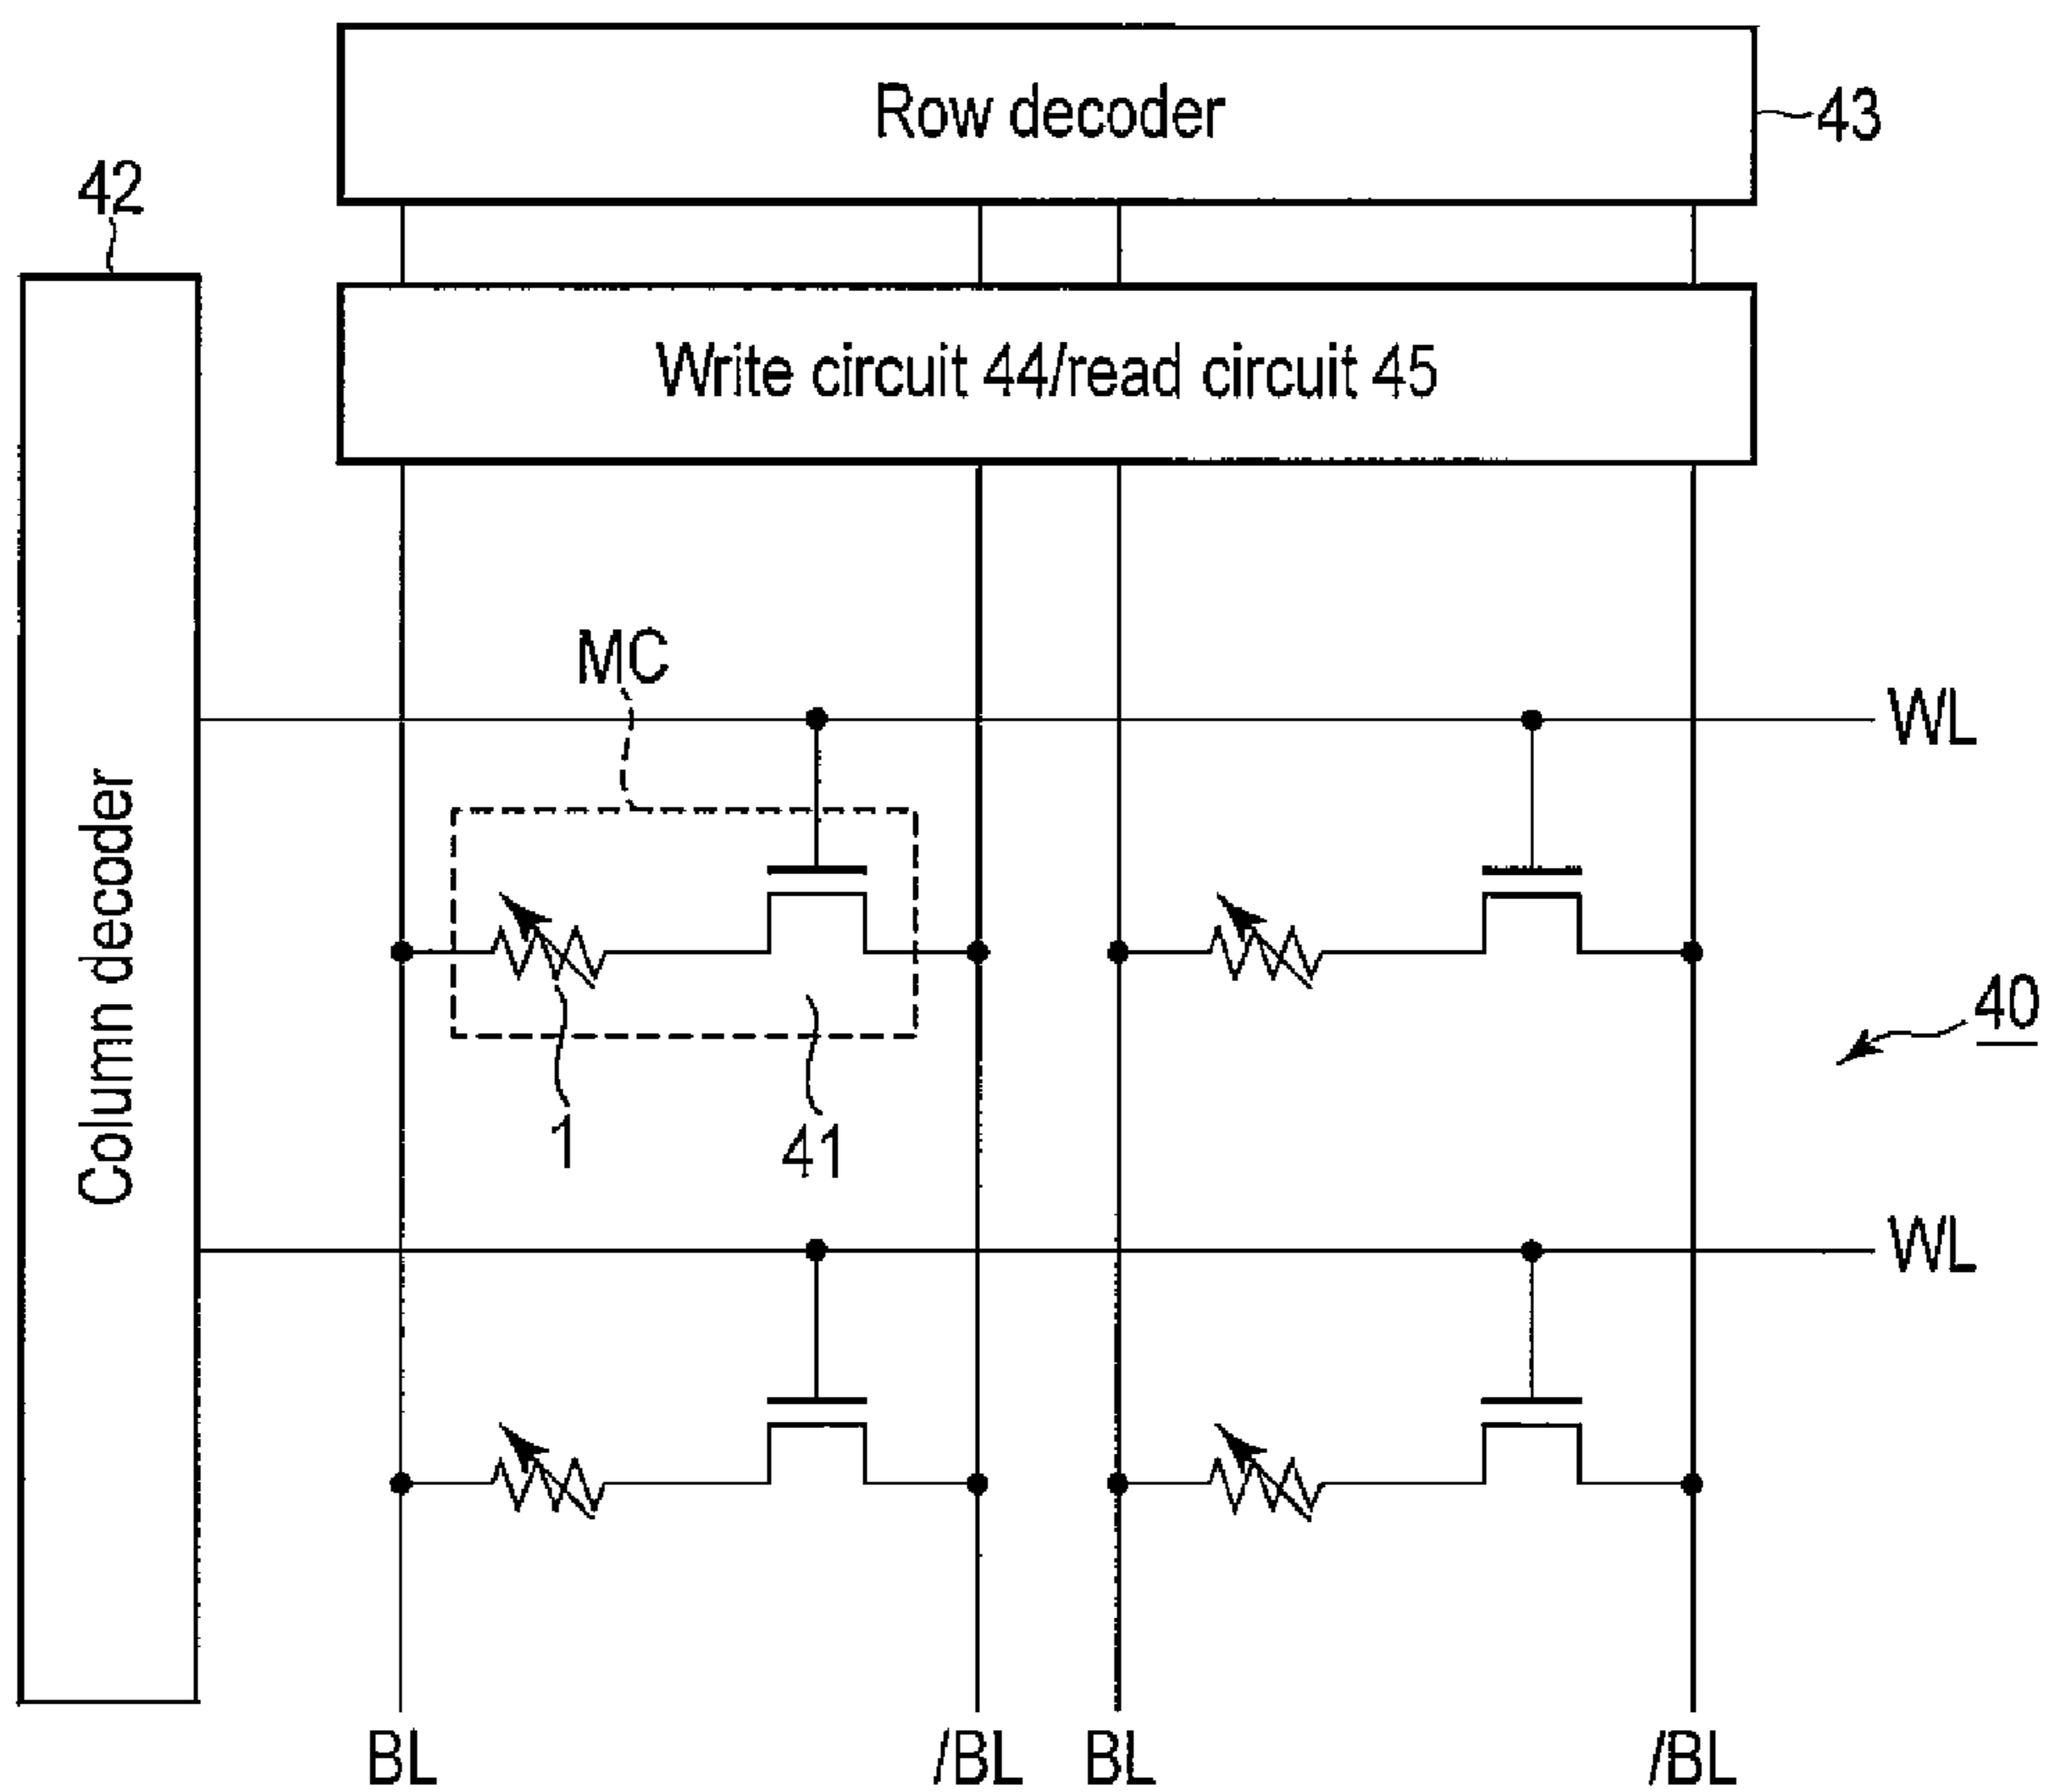 Row decoder
43
42
Write circuit 44/read circuit 45
MC
WL
Column decoder
40
1
41
WL
BL
/BL
BL
/BL